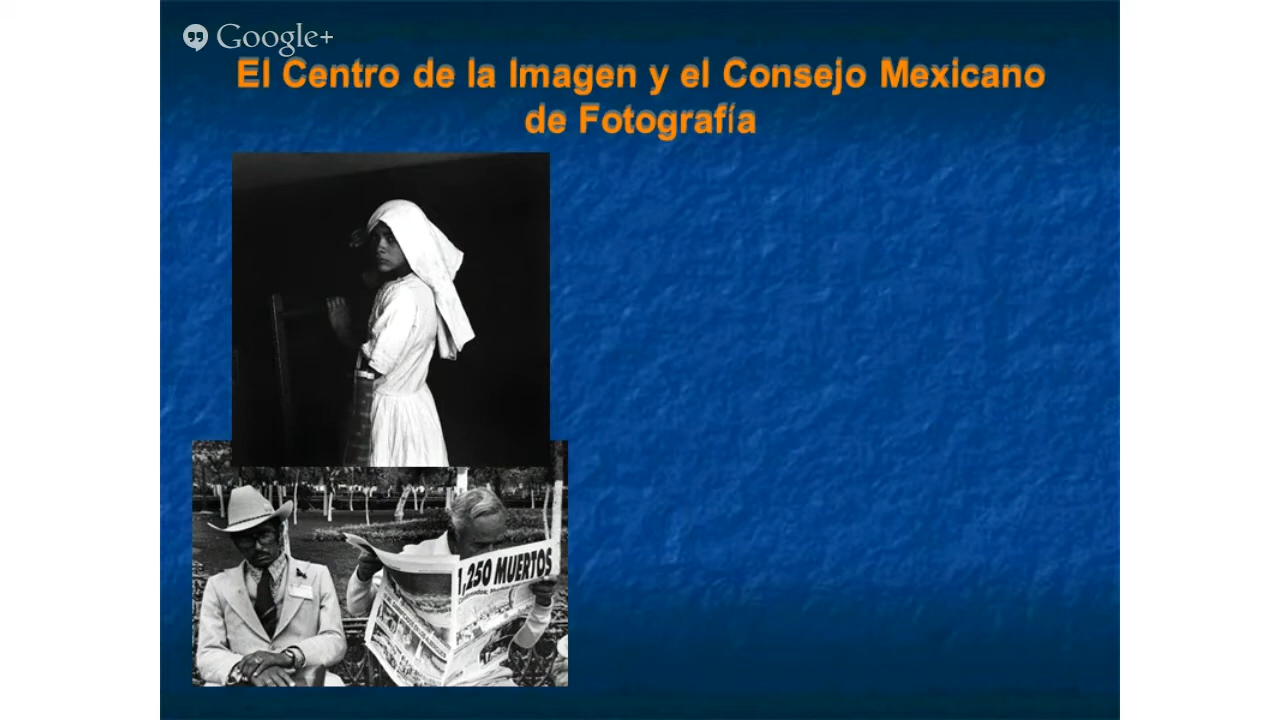 Google+
El Centro de la Imagen y el Consejo Mexicano
de Fotografía
1,250 MUERTOS